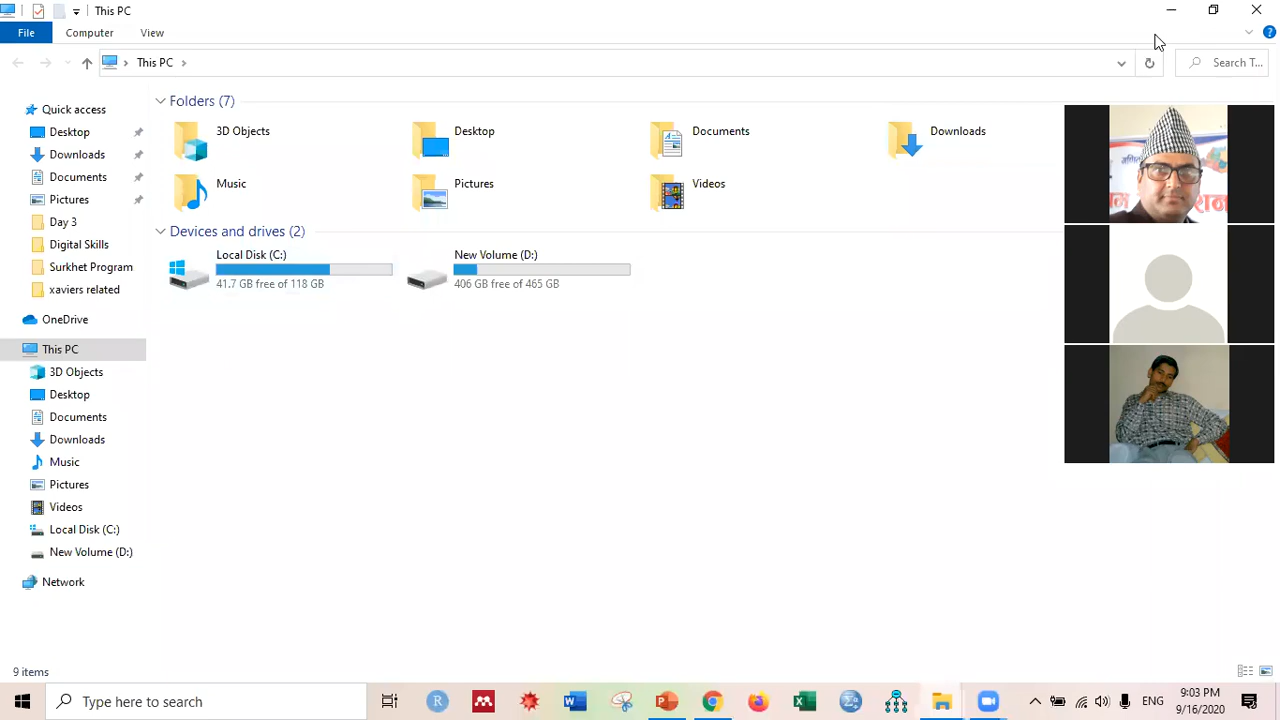 This PC
File
Computer
View
This PC
Search T...
Quick access
Desktop
Downloads
Documents
Pictures
Day 3
Digital Skills
Surkhet Program
xaviers related
OneDrive
This PC
3D Objects
Desktop
Documents
Downloads
Music
Pictures
Videos
Local Disk (C:)
New Volume (D:)
Network
Folders (7)
3D Objects
Desktop
Documents
Downloads
Music
Pictures
Videos
Devices and drives (2)
Local Disk (C:)
41.7 GB free of 118 GB
New Volume (D:)
406 GB free of 465 GB
9 items
Type here to search
ENG
9:03 PM
9/16/2020